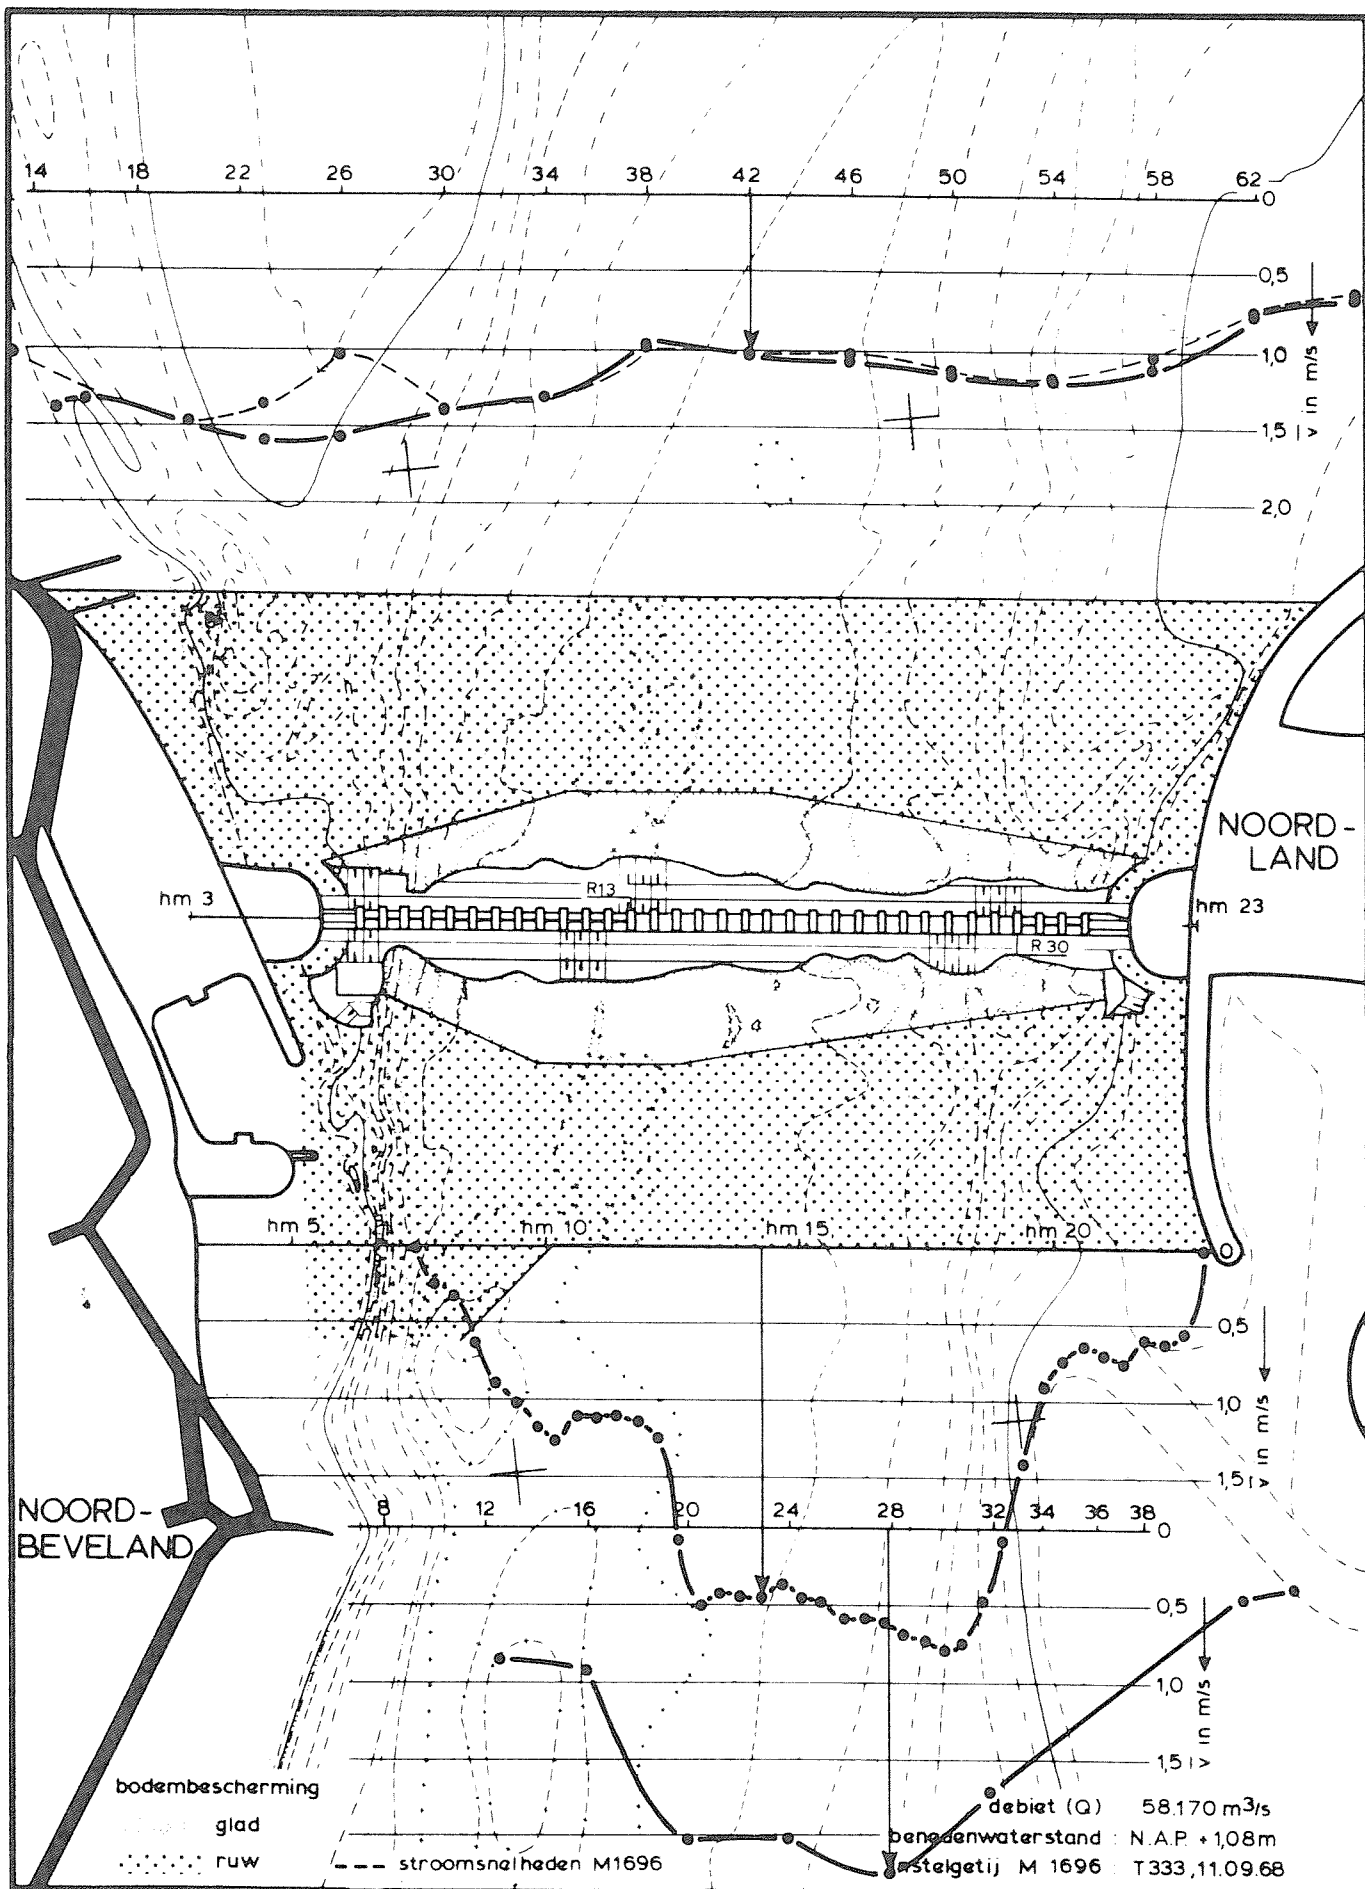 14 18 22 26 30 34 38 42 46 50 54 58 62
0
0,5
1,0
1,5
2,0
v in m/s
NOORD-
LAND
hm 3
R13
hm 23
R 30
hm 5 hm 10 hm 15 hm 20
0
0,5
1,0
1,5
v in m/s
NOORD-
BEVELAND
8 12 16 20 24 28 32 34 36 38
0
0,5
1,0
1,5
v in m/s
bodembescherming
glad
ruw
stroomsnelheden M1696
debiet (Q) 58.170 m³/s
benedenwaterstand : N.A.P. +1,08m
nstelgetij M 1696 : T333,11.09.68